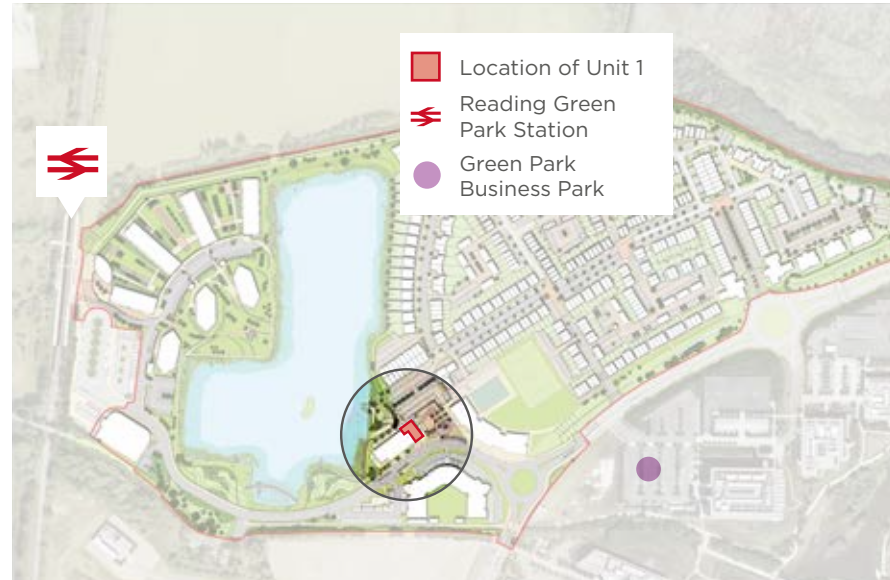 Location of Unit 1
Reading Green
Park Station
Green Park
Business Park